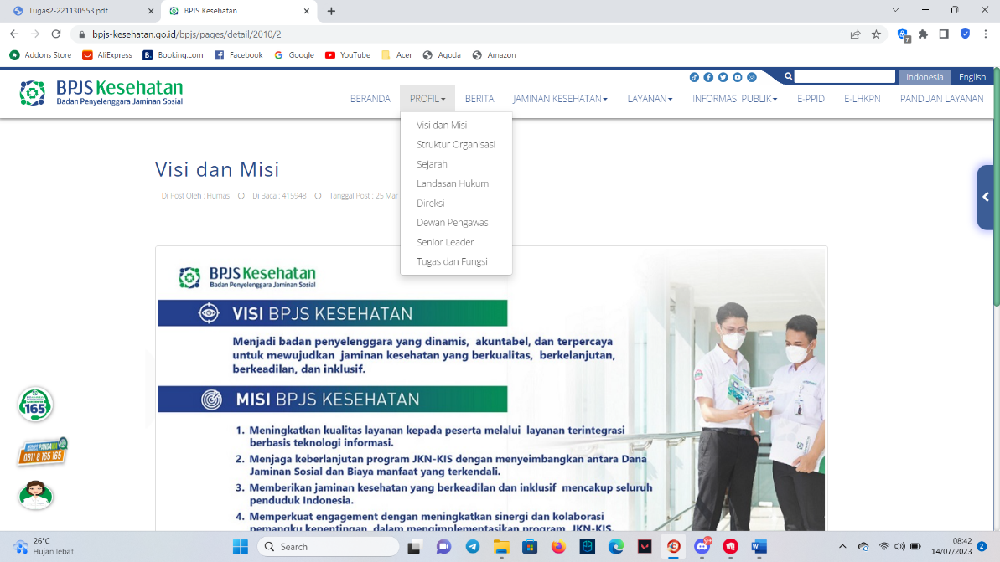 Tugas2-221130553.pdf
BPJS Kesehatan
bpjs-kesehatan.go.id/bpjs/pages/detail/2010/2
7
Addons Store
AliExpress
B.
Booking.com
Facebook
Google
YouTube
Acer
Agoda
Amazon
BPJS Kesehatan
Badan Penyelenggara Jaminan Sosial
Indonesia
English
BERANDA
PROFIL
BERITA
JAMINAN KESEHATAN
LAYANAN
INFORMASI PUBLIK
E-PPID
E-LHKPN
PANDUAN LAYANAN
Visi dan Misi
Struktur Organisasi
Sejarah
Landasan Hukum
Direksi
Dewan Pengawas
Senior Leader
Tugas dan Fungsi
Visi dan Misi
Di Post Oleh : Humas
Di Baca : 415948
Tanggal Post : 25 Mar
BPJS Kesehatan
Badan Penyelenggara Jaminan Sosial
VISI BPJS KESEHATAN
Menjadi badan penyelenggara yang dinamis, akuntabel, dan terpercaya
untuk mewujudkan jaminan kesehatan yang berkualitas, berkelanjutan,
berkeadilan, dan inklusif.
MISI BPJS KESEHATAN
1. Meningkatkan kualitas layanan kepada peserta melalui layanan terintegrasi
berbasis teknologi informasi.
2. Menjaga keberlanjutan program JKN-KIS dengan menyeimbangkan antara Dana
Jaminan Sosial dan Biaya manfaat yang terkendali.
3. Memberikan jaminan kesehatan yang berkeadilan dan inklusif mencakup seluruh
penduduk Indonesia.
4. Memperkuat engagement dengan meningkatkan sinergi dan kolaborasi
pemangku kepentingan dalam mengimplementasikan program JKN-KIS
165
PANDAWA
0811 8 165 165
26°C
Hujan lebat
Search
9+
08:42
14/07/2023
2